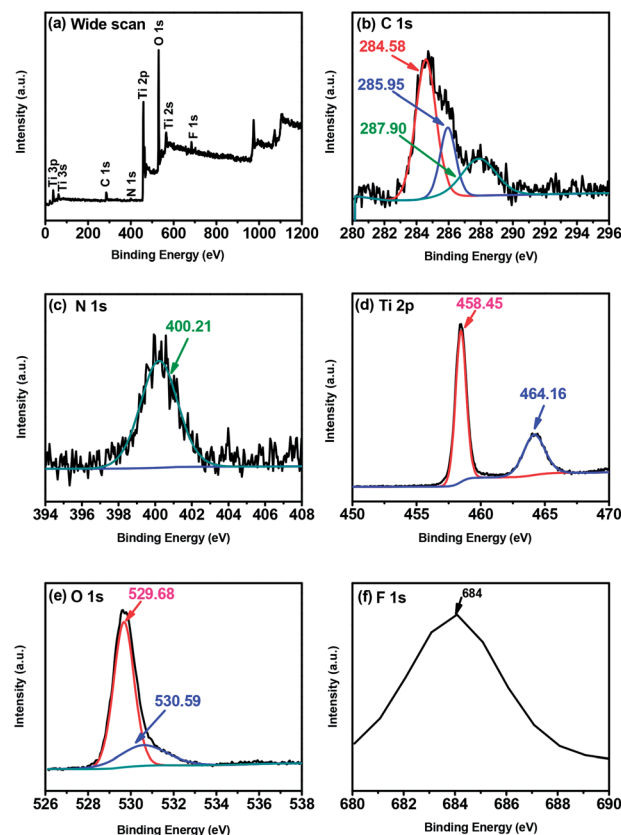 (a) Wide scan
O 1s
Ti 2p
Ti 2s
F 1s
Ti 3p
Ti 3s
C 1s
N 1s
Intensity (a.u.)
0 200 400 600 800 1000 1200
Binding Energy (eV)
(b) C 1s
284.58
285.95
287.90
Intensity (a.u.)
280 282 284 286 288 290 292 294 296
Binding Energy (eV)
(c) N 1s
400.21
Intensity (a.u.)
394 396 398 400 402 404 406 408
Binding Energy (eV)
(d) Ti 2p
458.45
464.16
Intensity (a.u.)
450 455 460 465 470
Binding Energy (eV)
(e) O 1s
529.68
530.59
Intensity (a.u.)
526 528 530 532 534 536 538
Binding Energy (eV)
(f) F 1s
684
Intensity (a.u.)
680 682 684 686 688 690
Binding Energy (eV)